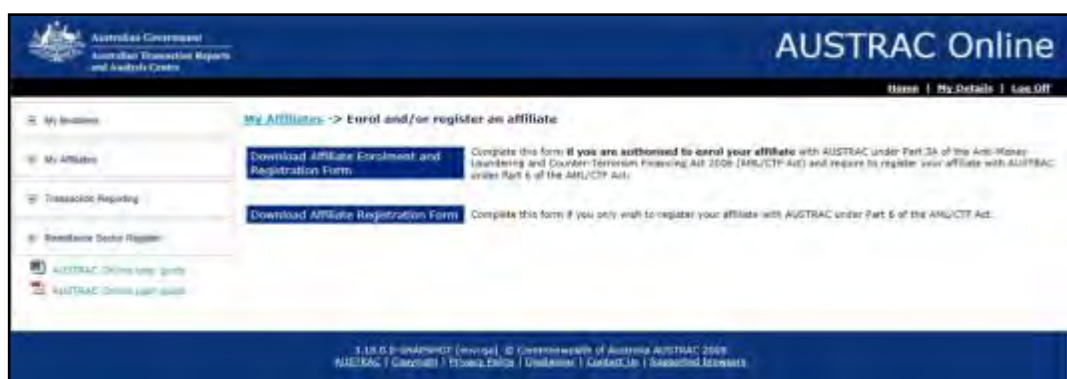 Australian Government
Australian Transaction Reports
and Analysis Centre
AUSTRAC Online
Home | My Details | Log Off
My Business
My Affiliates -> Enrol and/or register an affiliate
Download Affiliate Enrolment and
Registration Form
Complete this form if you are authorised to enrol your affiliate with AUSTRAC under Part 3A of the Anti-Money
Laundering and Counter-Terrorism Financing Act 2006 (AML/CTF Act) and require to register your affiliate with AUSTRAC
under Part 6 of the AML/CTF Act.
My Affiliates
Transaction Reporting
Download Affiliate Registration Form
Complete this form if you only wish to register your affiliate with AUSTRAC under Part 6 of the AML/CTF Act.
Remittance Sector Register
AUSTRAC Online user guide
AUSTRAC Online user guide
3.18.0.0-SNAPSHOT © Commonwealth of Australia AUSTRAC 2009
AUSTRAC | Copyright | Privacy Policy | Disclaimer | Contact Us | Supported browsers